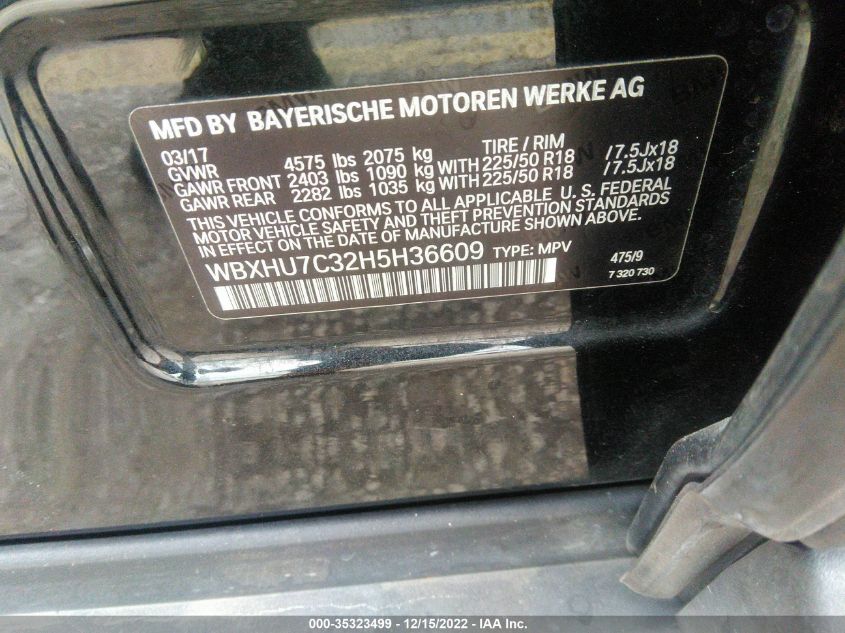 MFD BY BAYERISCHE MOTOREN WERKE AG
03/17 TIRE / RIM
GVWR 4575 lbs 2075 kg
GAWR FRONT 2403 lbs 1090 kg WITH 225/50 R18 /7.5Jx18
GAWR REAR 2282 lbs 1035 kg WITH 225/50 R18 /7.5Jx18
THIS VEHICLE CONFORMS TO ALL APPLICABLE U. S. FEDERAL
MOTOR VEHICLE SAFETY AND THEFT PREVENTION STANDARDS
IN EFFECT ON THE DATE OF MANUFACTURE SHOWN ABOVE.
WBXHU7C32H5H36609 TYPE: MPV 475/9
7 320 730
000-35323499 - 12/15/2022 - IAA Inc.